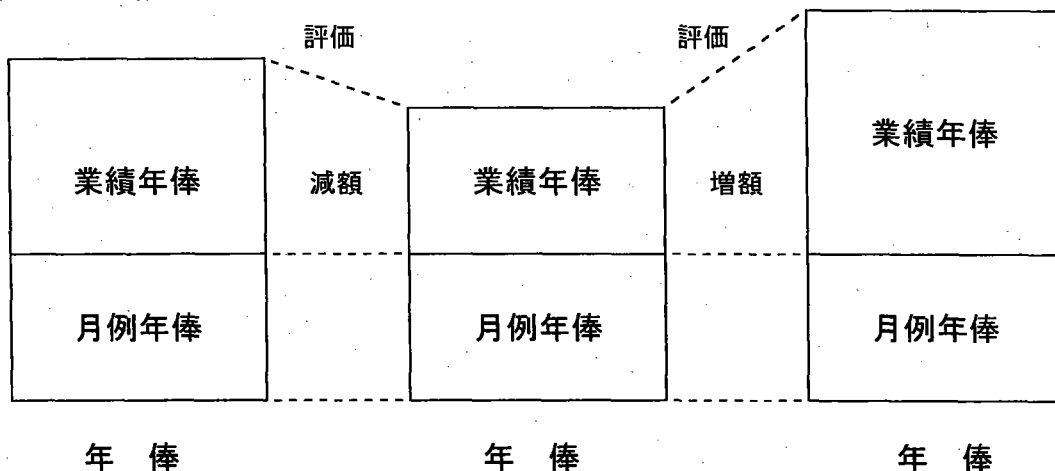 評価
評価
業績年俸
減額
業績年俸
増額
業績年俸
月例年俸
月例年俸
月例年俸
年 俸
年 俸
年 俸